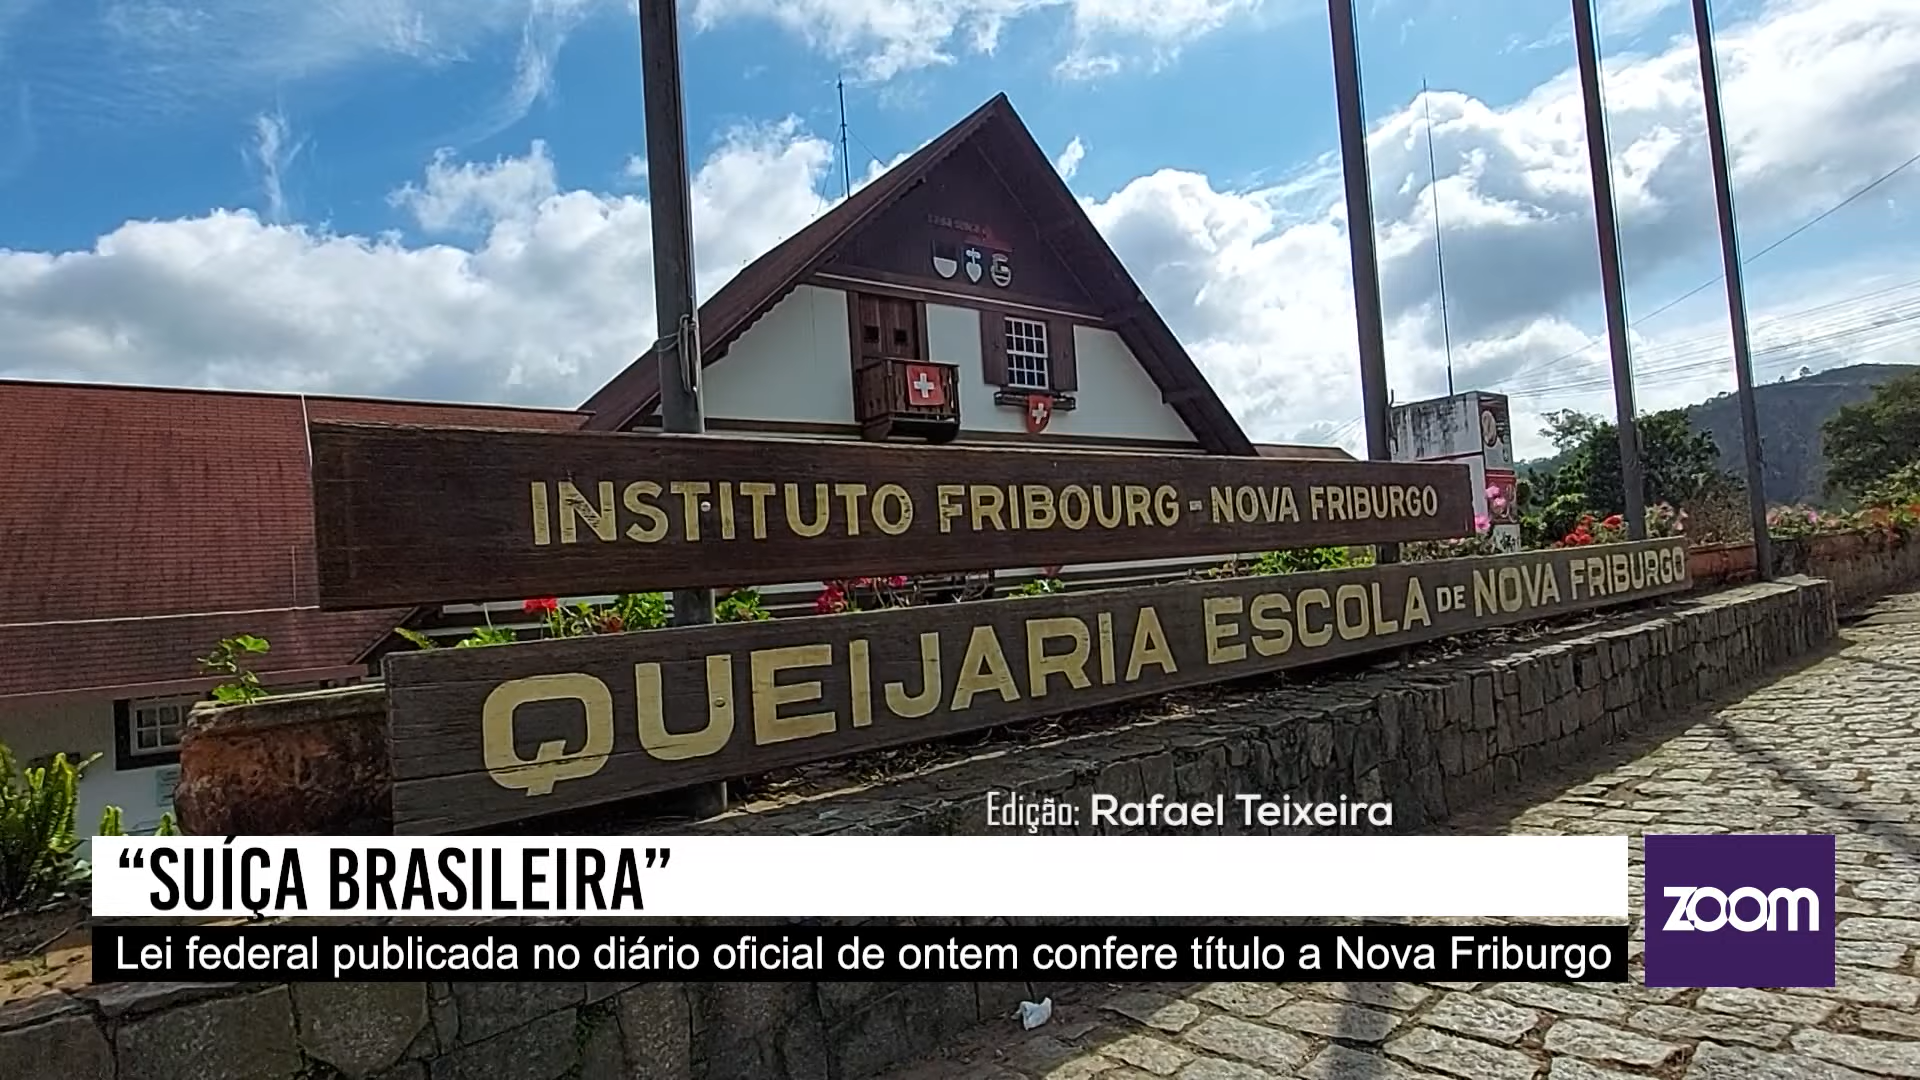 INSTITUTO FRIBOURG - NOVA FRIBURGO
QUEIJARIA ESCOLA DE NOVA FRIBURGO
Edição: Rafael Teixeira
“SUÍÇA BRASILEIRA”
Lei federal publicada no diário oficial de ontem confere título a Nova Friburgo
zoom